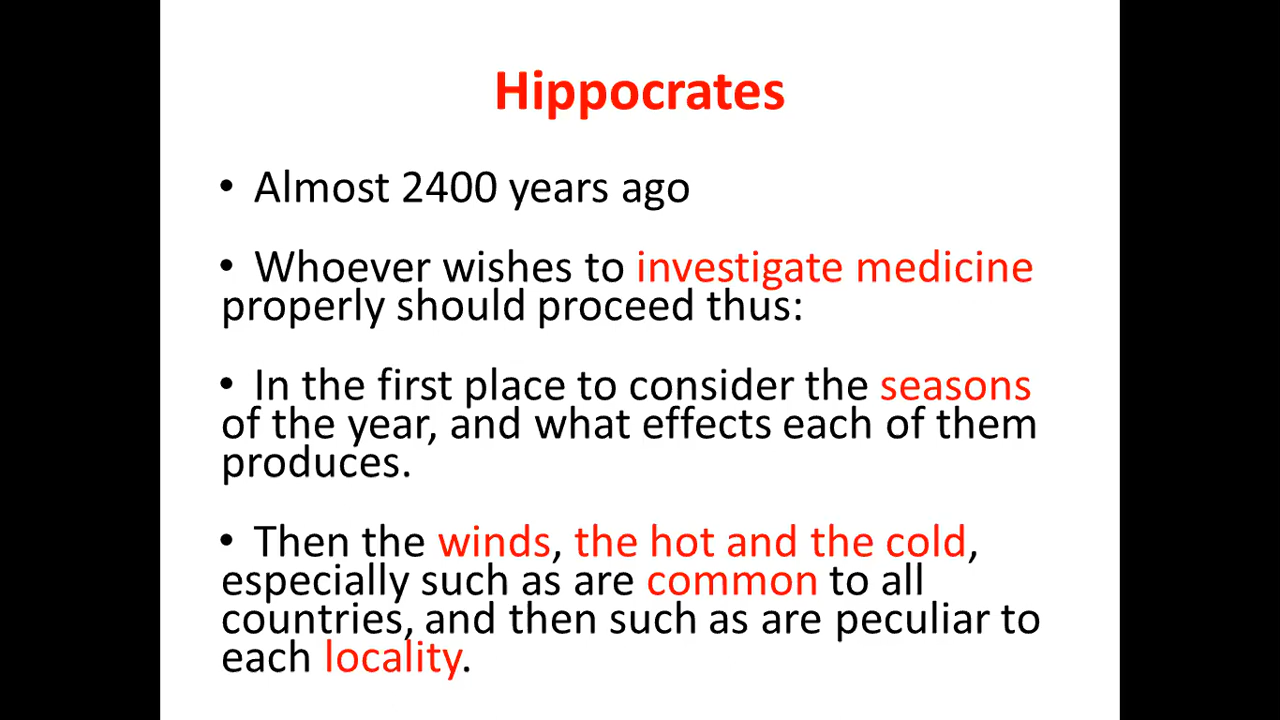 Hippocrates
• Almost 2400 years ago
• Whoever wishes to investigate medicine
properly should proceed thus:
• In the first place to consider the seasons
of the year, and what effects each of them
produces.
• Then the winds, the hot and the cold,
especially such as are common to all
countries, and then such as are peculiar to
each locality.